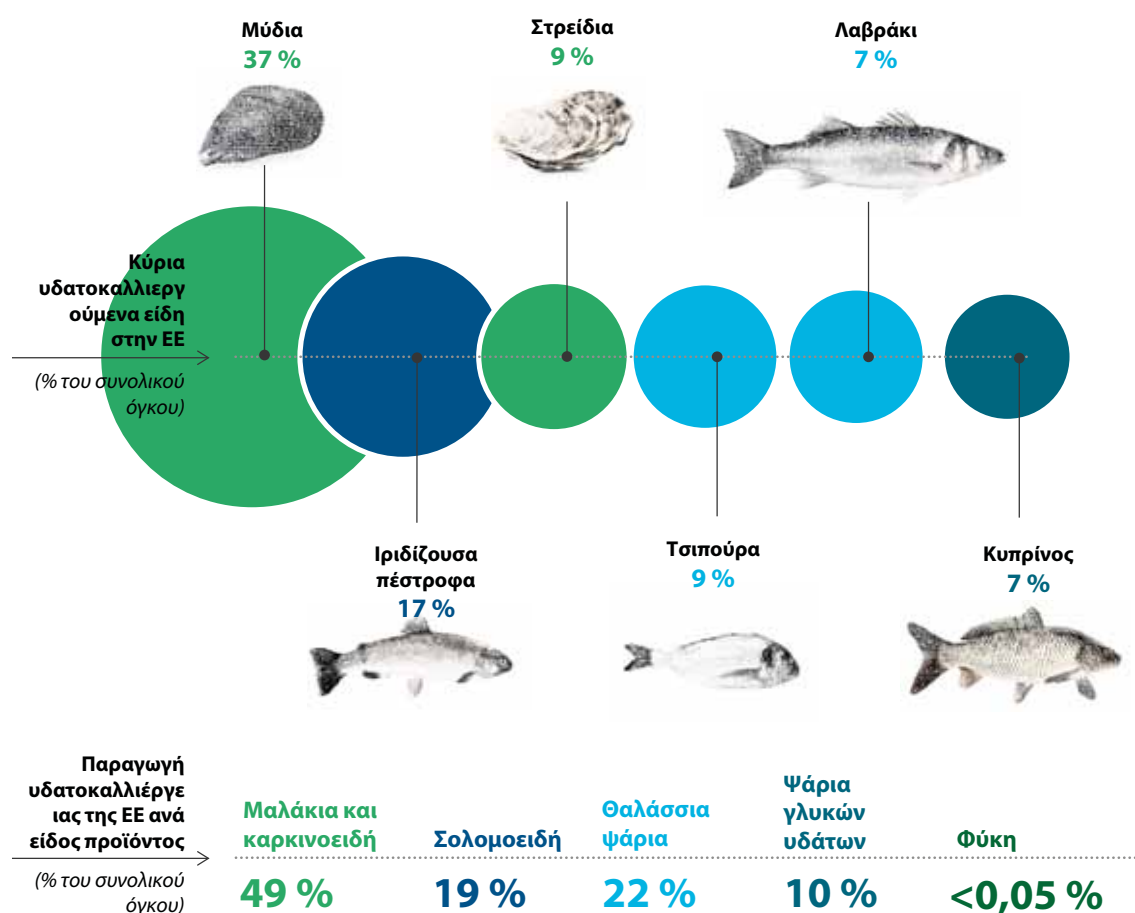 Μύδια
37 %
Στρείδια
9 %
Λαβράκι
7 %
Κύρια
υδατοκαλλιεργ
ούμενα είδη
στην ΕΕ
(% του συνολικού
όγκου)
Ιριδίζουσα
πέστροφα
17 %
Τσιπούρα
9 %
Κυπρίνος
7 %
Παραγωγή
υδατοκαλλιέργε
ιας της ΕΕ ανά
είδος προϊόντος
(% του συνολικού
όγκου)
Μαλάκια και
καρκινοειδή
49 %
Σολομοειδή
19 %
Θαλάσσια
ψάρια
22 %
Ψάρια
γλυκών
υδάτων
10 %
Φύκη
<0,05 %